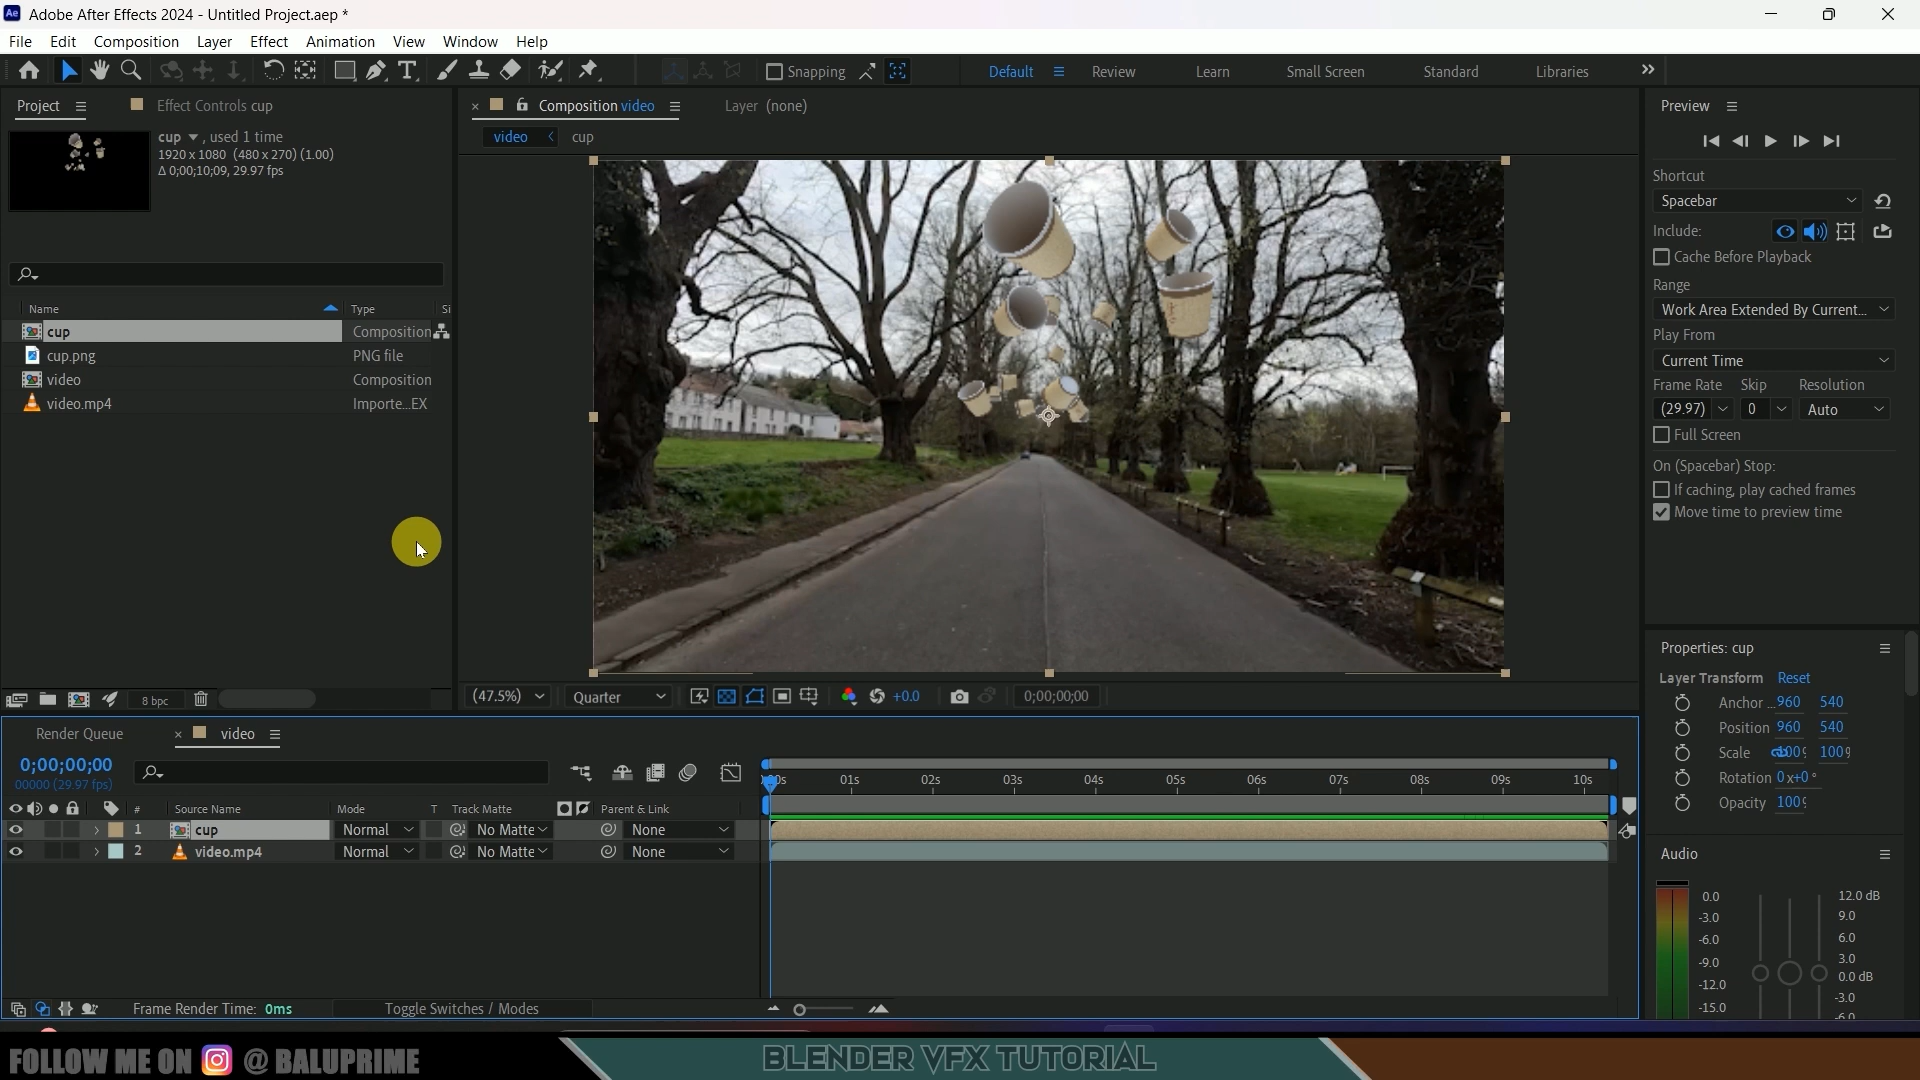 Adobe After Effects 2024 - Untitled Project.aep *
File Edit Composition Layer Effect Animation View Window Help
Snapping Default Review Learn Small Screen Standard Libraries
Project Effect Controls cup
Composition video Layer (none)
Preview
cup , used 1 time
1920 x 1080 (480 x 270) (1.00)
Δ 0;00;10;09, 29.97 fps
video cup
Shortcut
Spacebar
Include:
Cache Before Playback
Range
Work Area Extended By Current...
Play From
Current Time
Frame Rate Skip Resolution
(29.97) 0 Auto
Full Screen
On (Spacebar) Stop:
If caching, play cached frames
Move time to preview time
Name Type Si
cup Composition
cup.png PNG file
video Composition
video.mp4 Importe...EX
8 bpc
(47.5%) Quarter +0.0 0;00;00;00
Properties: cup
Layer Transform Reset
Anchor ... 960 540
Position 960 540
Scale 100% 100%
Rotation 0x+0°
Opacity 100%
Render Queue video
0;00;00;00
00000 (29.97 fps)
01s 02s 03s 04s 05s 06s 07s 08s 09s 10s
# Source Name Mode T Track Matte Parent & Link
1 cup Normal No Matte None
2 video.mp4 Normal No Matte None
Frame Render Time: 0ms Toggle Switches / Modes
Audio
0.0 12.0 dB
-3.0 9.0
-6.0 6.0
-9.0 3.0
-12.0 0.0 dB
-15.0 -3.0
-6.0
FOLLOW ME ON @ BALUPRIME
BLENDER VFX TUTORIAL